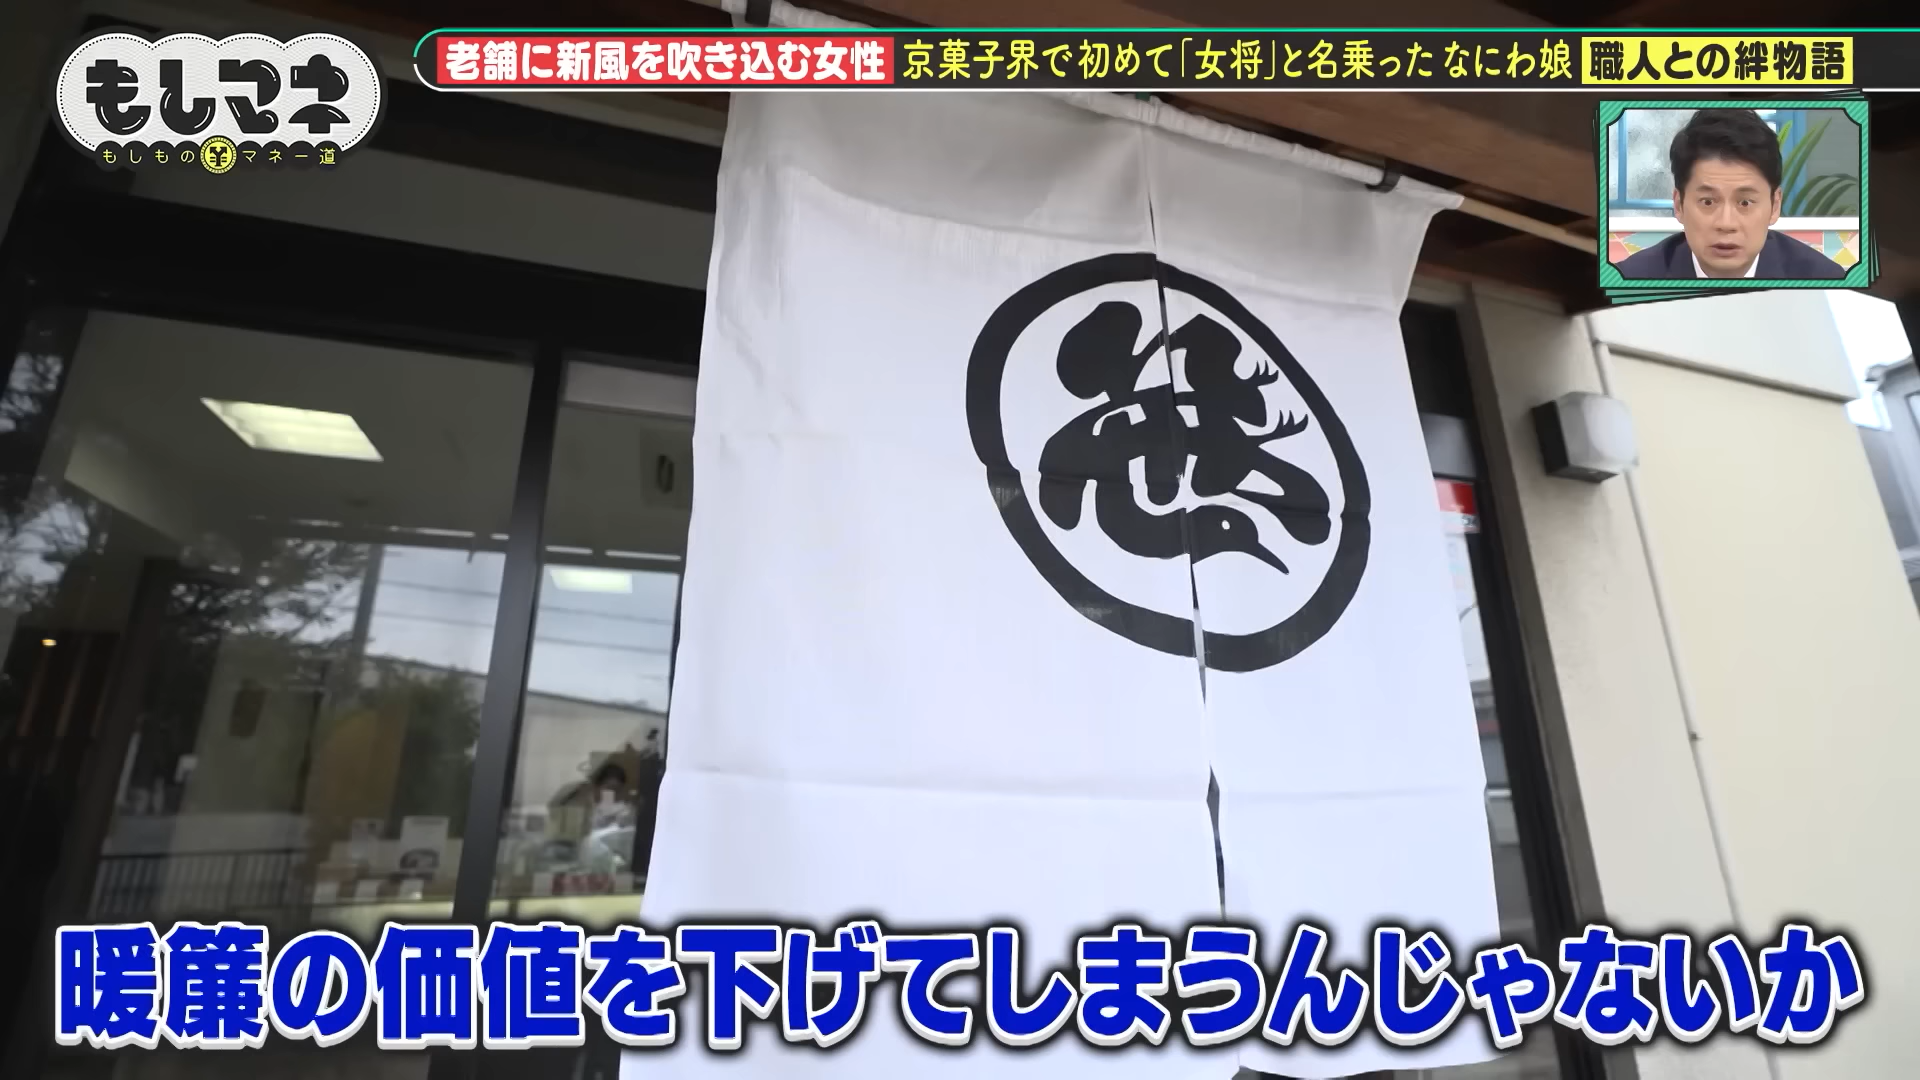 もしマネ
もしもの¥マネー道
老舗に新風を吹き込む女性 京菓子界で初めて「女将」と名乗った なにわ娘 職人との絆物語
暖簾の価値を下げてしまうんじゃないか